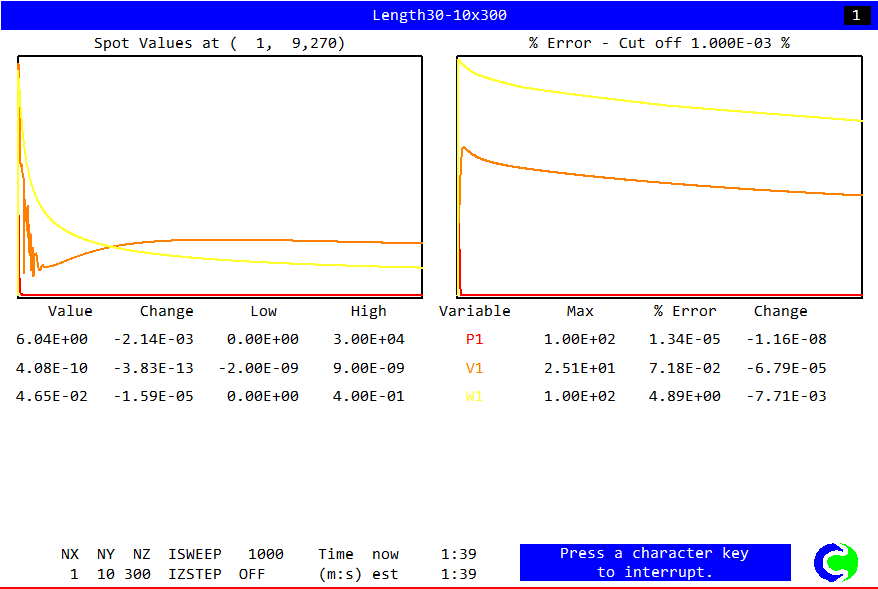 Length30-10x300 1
Spot Values at (  1,  9,270) % Error - Cut off 1.000E-03 %
Value Change Low High Variable Max % Error Change
6.04E+00 -2.14E-03 0.00E+00 3.00E+04 P1 1.00E+02 1.34E-05 -1.16E-08
4.08E-10 -3.83E-13 -2.00E-09 9.00E-09 V1 2.51E+01 7.18E-02 -6.79E-05
4.65E-02 -1.59E-05 0.00E+00 4.00E-01 W1 1.00E+02 4.89E+00 -7.71E-03
NX NY NZ ISWEEP 1000 Time now 1:39 Press a character key
1 10 300 IZSTEP OFF (m:s) est 1:39 to interrupt.